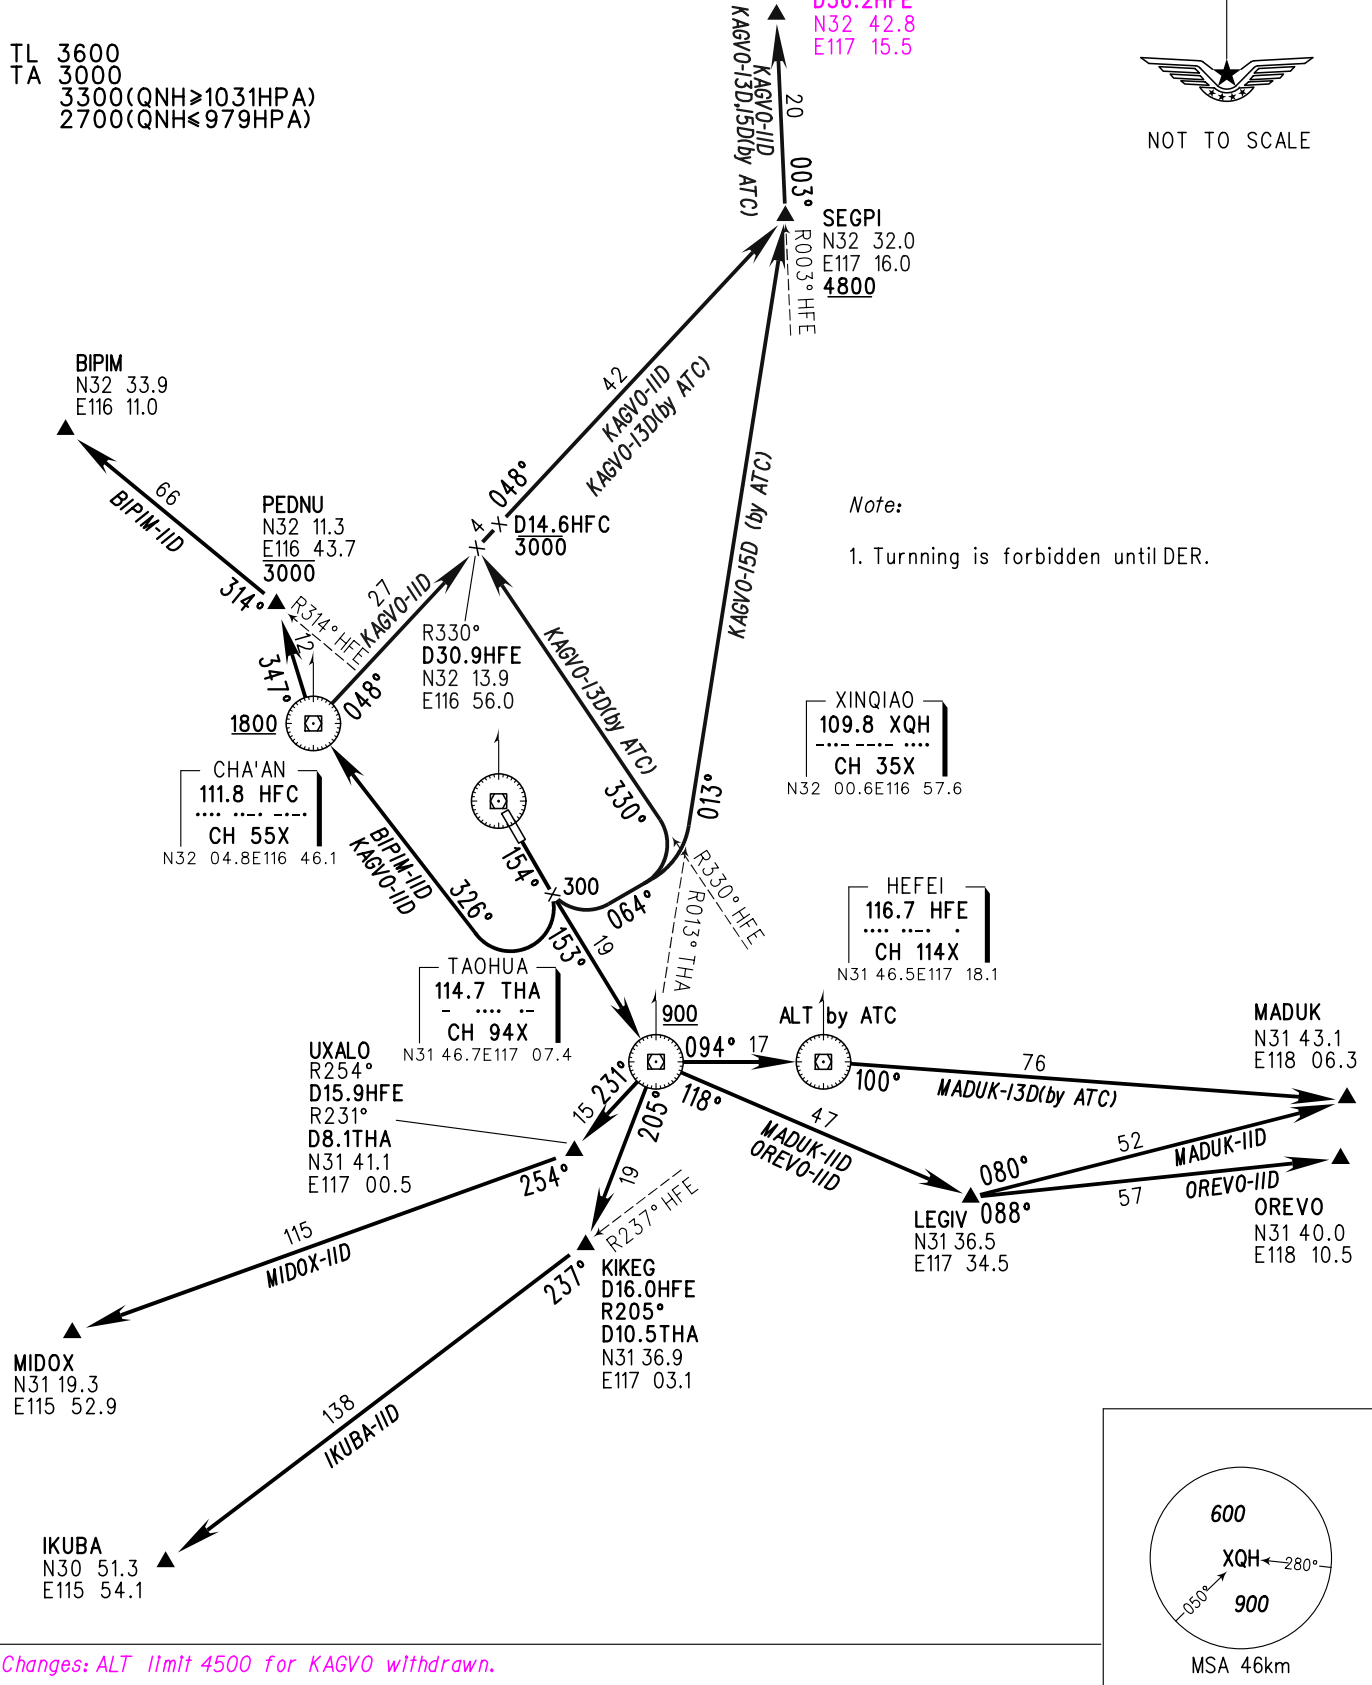 TL 3600
TA 3000
3300(QNH≥1031HPA)
2700(QNH≤979HPA)
D36.2HFE
N32 42.8
E117 15.5
NOT TO SCALE
KAGVO-11D
KAGVO-13D,15D(by ATC)
20
003°
SEGPI
N32 32.0
E117 16.0
4800
R003° HFE
BIPIM
N32 33.9
E116 11.0
66
BIPIM-11D
42
KAGVO-11D
KAGVO-13D(by ATC)
048°
PEDNU
N32 11.3
E116 43.7
3000
314°
R314° HFE
12
347°
4
D14.6HFC
3000
KAGVO-15D (by ATC)
Note:
1. Turnning is forbidden until DER.
27
KAGVO-11D
048°
R330°
D30.9HFE
N32 13.9
E116 56.0
KAGVO-13D(by ATC)
330°
013°
1800
CHA'AN
111.8 HFC
CH 55X
N32 04.8E116 46.1
XINQIAO
109.8 XQH
CH 35X
N32 00.6E116 57.6
BIPIM-11D
KAGVO-11D
326°
154°
300
064°
153°
19
R330° HFE
R013° THA
HEFEI
116.7 HFE
CH 114X
N31 46.5E117 18.1
TAOHUA
114.7 THA
CH 94X
N31 46.7E117 07.4
900
ALT by ATC
094°
17
100°
76
MADUK-13D(by ATC)
MADUK
N31 43.1
E118 06.3
UXALO
R254°
D15.9HFE
R231°
D8.1THA
N31 41.1
E117 00.5
15
231°
205°
118°
47
MADUK-11D
OREVO-11D
52
MADUK-11D
080°
57
OREVO-11D
088°
LEGIV
N31 36.5
E117 34.5
OREVO
N31 40.0
E118 10.5
254°
19
R237° HFE
115
MIDOX-11D
237°
KIKEG
D16.0HFE
R205°
D10.5THA
N31 36.9
E117 03.1
MIDOX
N31 19.3
E115 52.9
138
IKUBA-11D
IKUBA
N30 51.3
E115 54.1
600
XQH
280°
050°
900
MSA 46km
Changes: ALT limit 4500 for KAGVO withdrawn.